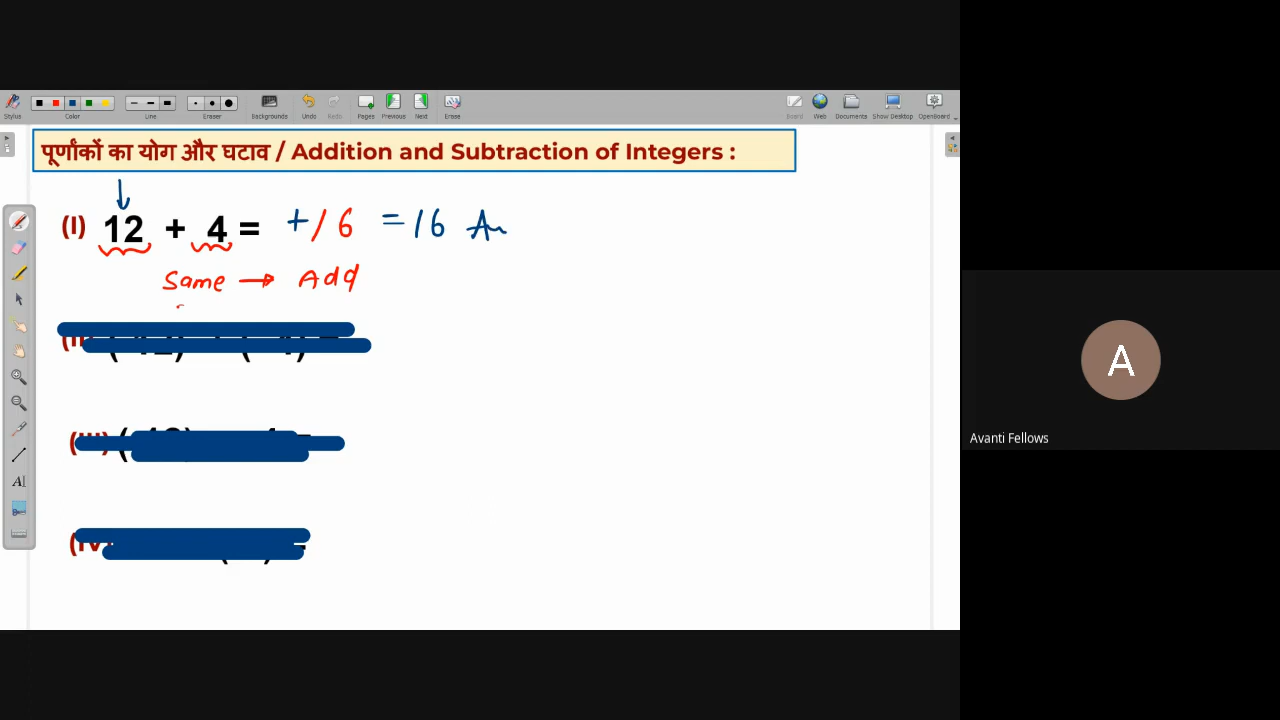 Stylus Color Line Eraser Backgrounds Undo Redo Pages Previous Next Erase Board Web Documents Show Desktop OpenBoard
पूर्णांकों का योग और घटाव / Addition and Subtraction of Integers :
(I) 12 + 4 = +16 = 16 A
Same → Add
A
Avanti Fellows